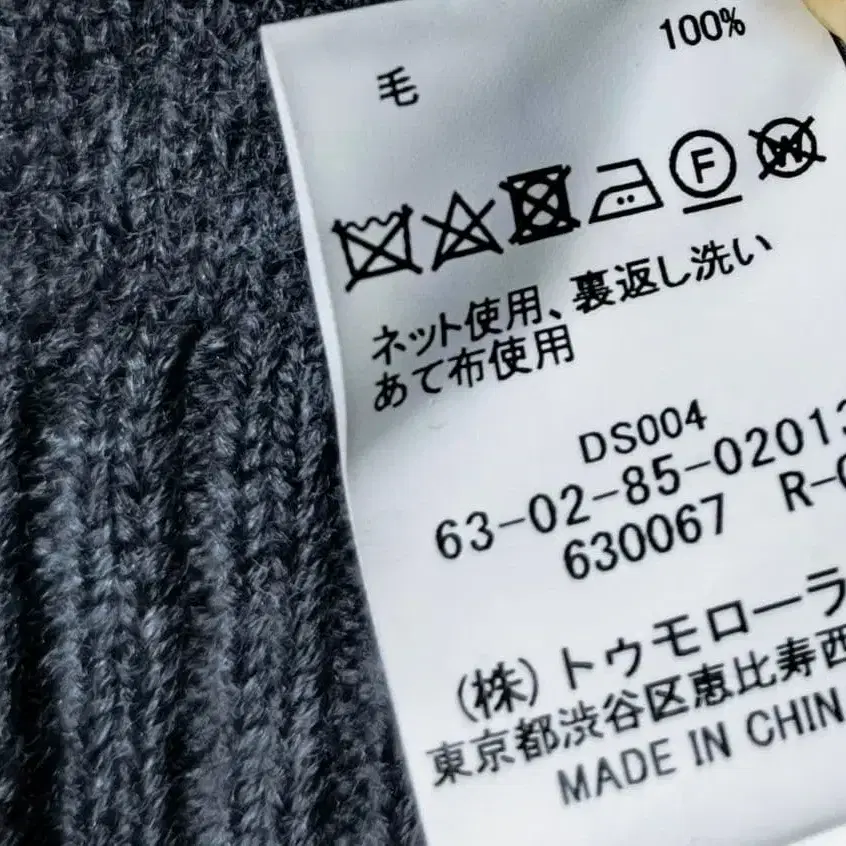 毛 100%
F W
ネット使用、裏返し洗い
あて布使用
DS004
63-02-85-0201
630067 R-
(株)トゥモローラ
東京都渋谷区恵比寿西
MADE IN CHIN